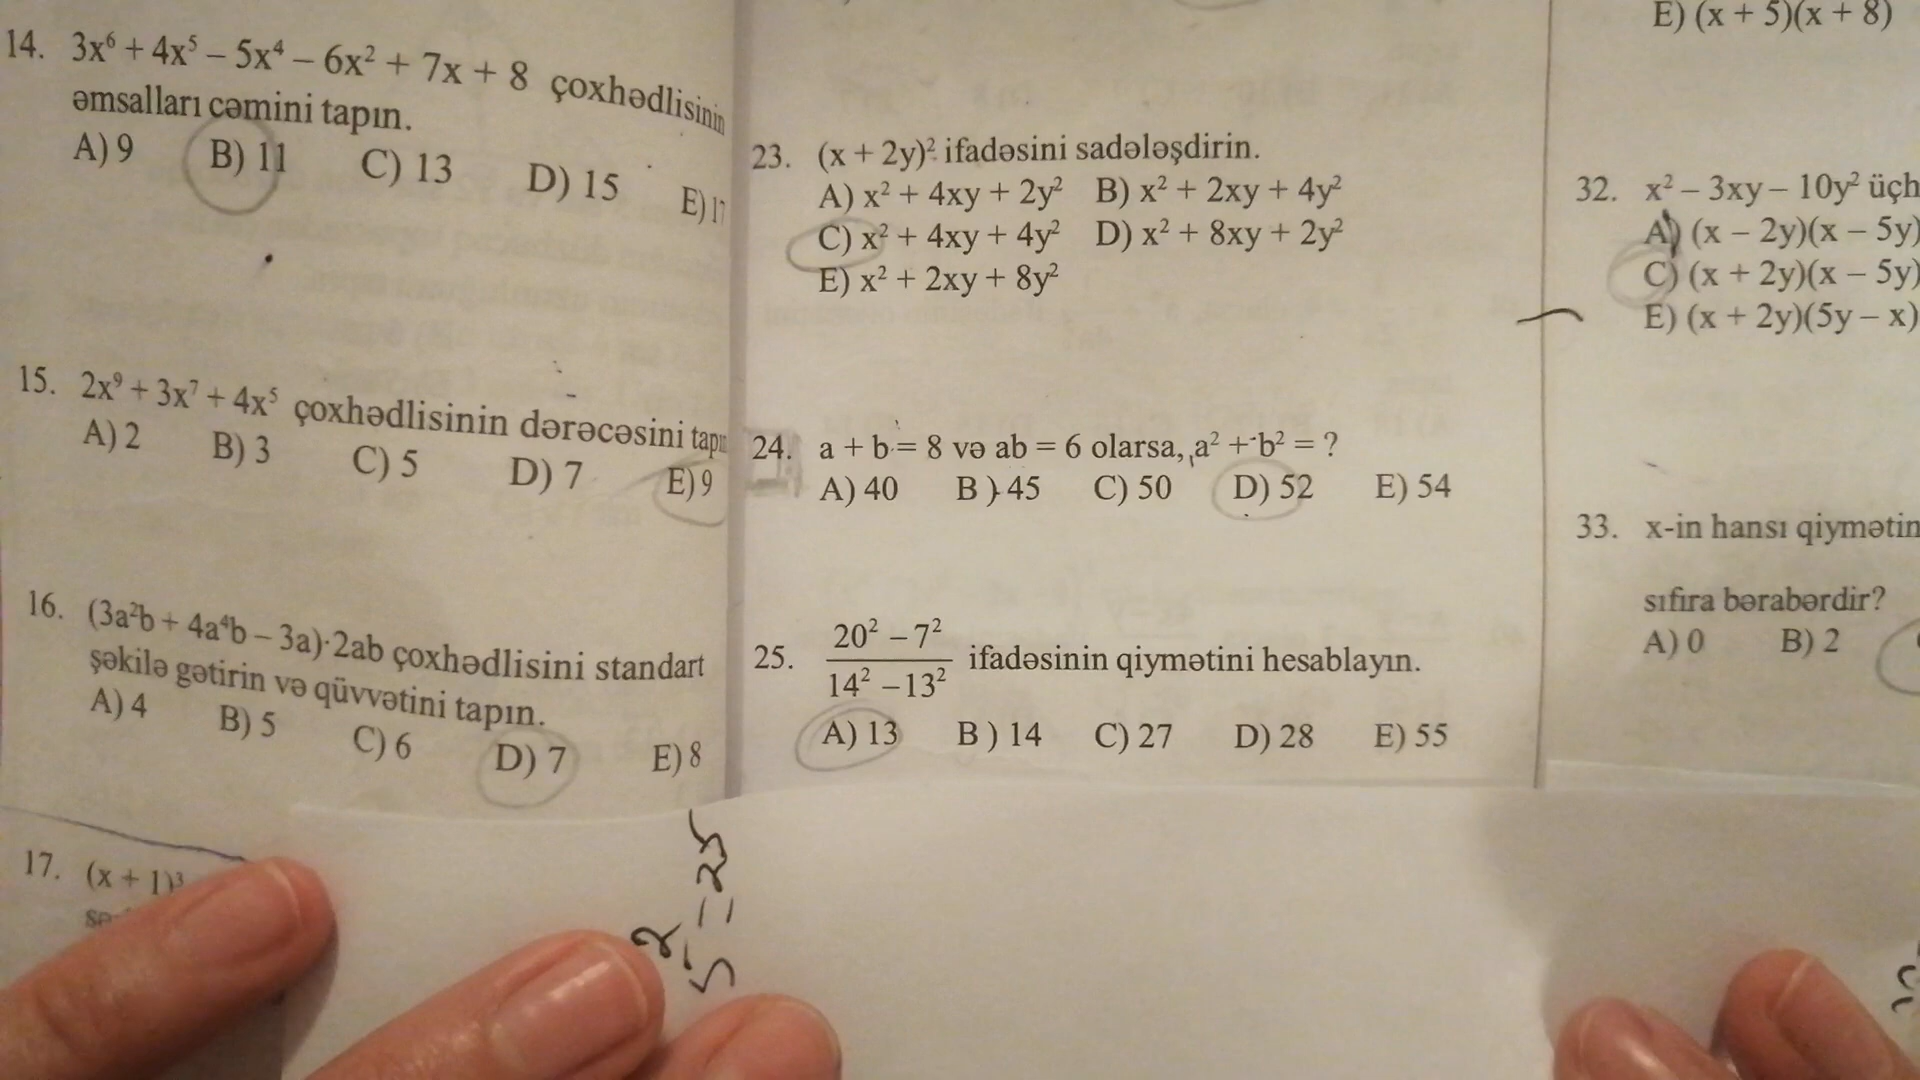 14. 3x⁶ + 4x⁵ – 5x⁴ – 6x² + 7x + 8 çoxhədlisinin
əmsalları cəmini tapın.
A) 9 B) 11 C) 13 D) 15 E) 17
15. 2x⁹ + 3x⁷ + 4x⁵ çoxhədlisinin dərəcəsini
A) 2 B) 3 C) 5 D) 7 E) 9
16. (3a²b + 4a⁴b – 3a)·2ab çoxhədlisini standart
şəkilə gətirin və qüvvətini tapın.
A) 4 B) 5 C) 6 D) 7 E) 8
17. (x + 1)³
23. (x + 2y)² ifadəsini sadələşdirin.
A) x² + 4xy + 2y² B) x² + 2xy + 4y²
C) x² + 4xy + 4y² D) x² + 8xy + 2y²
E) x² + 2xy + 8y²
24. a + b = 8 və ab = 6 olarsa, a² + b² = ?
A) 40 B ) 45 C) 50 D) 52 E) 54
25. (20² – 7²)/(14² – 13²) ifadəsinin qiymətini hesablayın.
A) 13 B ) 14 C) 27 D) 28 E) 55
5² = 25
E) (x + 5)(x + 8)
32. x² – 3xy – 10y² üçh
A) (x – 2y)(x – 5y)
C) (x + 2y)(x – 5y)
E) (x + 2y)(5y – x)
33. x-in hansı qiymətin
sıfıra bərabərdir?
A) 0 B) 2